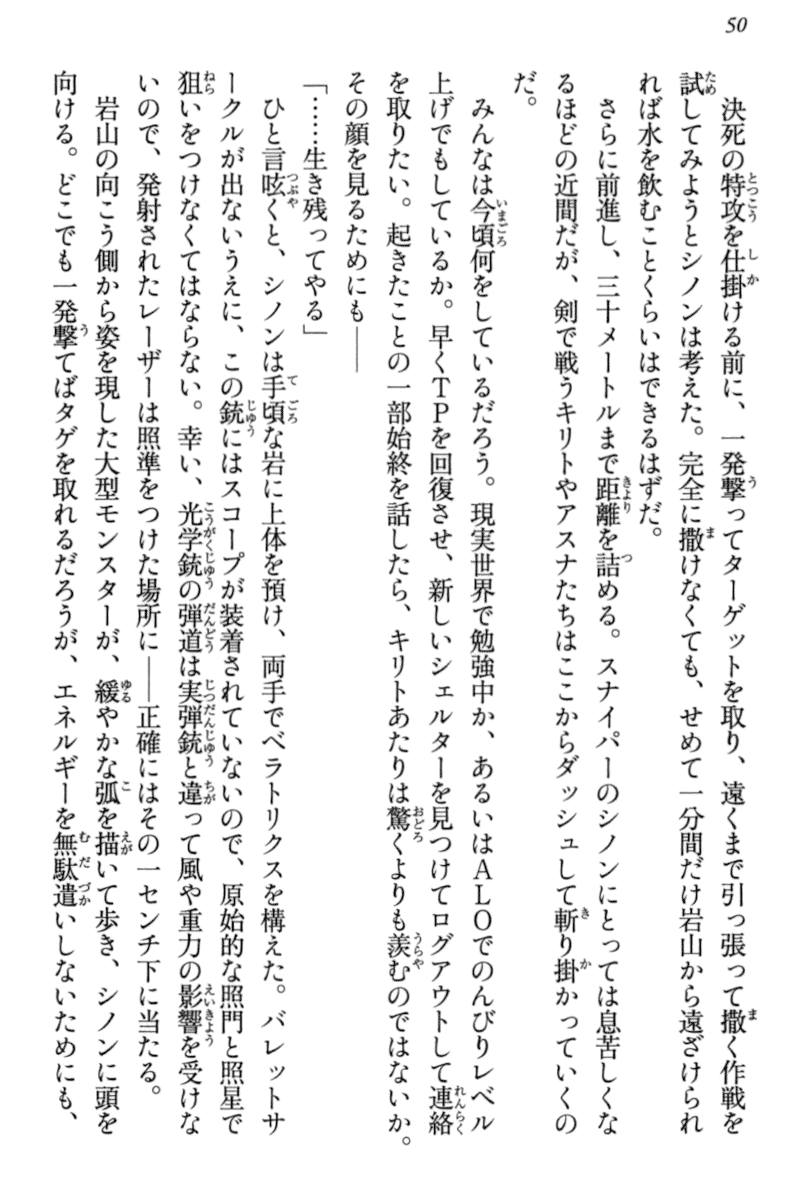 50
決死の特攻を仕掛ける前に、一発撃ってターゲットを取り、遠くまで引っ張って撒く作戦を
試してみようとシノンは考えた。完全に撒けなくても、せめて一分間だけ岩山から遠ざけられ
れば水を飲むことくらいはできるはずだ。
さらに前進し、三十メートルまで距離を詰める。スナイパーのシノンにとっては息苦しくな
るほどの近間だが、剣で戦うキリトやアスナたちはここからダッシュして斬り掛かっていくの
だ。
みんなは今頃何をしているだろう。現実世界で勉強中か、あるいはALOでのんびりレベル
上げでもしているか。早くTPを回復させ、新しいシェルターを見つけてログアウトして連絡
を取りたい。起きたことの一部始終を話したら、キリトあたりは驚くよりも羨むのではないか。
その顔を見るためにも――
「……生き残ってやる」
ひと言呟くと、シノンは手頃な岩に上体を預け、両手でベラトリクスを構えた。バレットサ
ークルが出ないうえに、この銃にはスコープが装着されていないので、原始的な照門と照星で
狙いをつけなくてはならない。幸い、光学銃の弾道は実弾銃と違って風や重力の影響を受けな
いので、発射されたレーザーは照準をつけた場所に――正確にはその一センチ下に当たる。
岩山の向こう側から姿を現した大型モンスターが、緩やかな弧を描いて歩き、シノンに頭を
向ける。どこでも一発撃てばタゲを取れるだろうが、エネルギーを無駄遣いしないためにも、